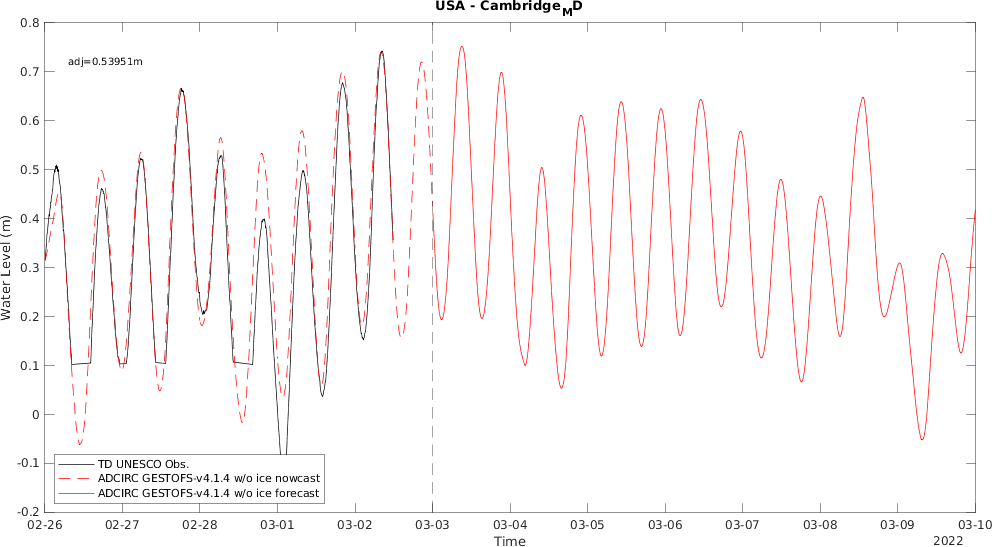 USA - Cambridge_MD
adj=0.53951m
0.8
0.7
0.6
0.5
0.4
0.3
0.2
0.1
0
-0.1
-0.2
Water Level (m)
TD UNESCO Obs.
ADCIRC GESTOFS-v4.1.4 w/o ice nowcast
ADCIRC GESTOFS-v4.1.4 w/o ice forecast
02-26 02-27 02-28 03-01 03-02 03-03 03-04 03-05 03-06 03-07 03-08 03-09 03-10
Time
2022